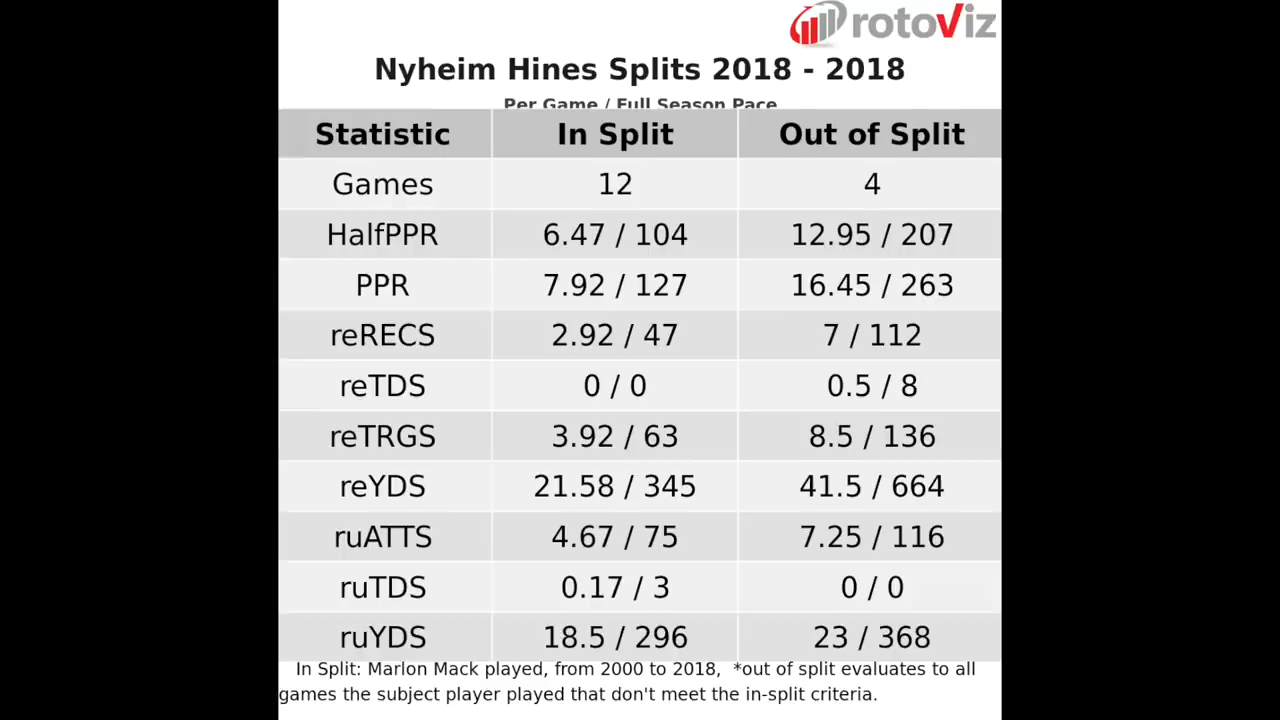 rotoViz
Nyheim Hines Splits 2018 - 2018
Per Game / Full Season Pace
Statistic In Split Out of Split
Games 12 4
HalfPPR 6.47 / 104 12.95 / 207
PPR 7.92 / 127 16.45 / 263
reRECS 2.92 / 47 7 / 112
reTDS 0 / 0 0.5 / 8
reTRGS 3.92 / 63 8.5 / 136
reYDS 21.58 / 345 41.5 / 664
ruATTS 4.67 / 75 7.25 / 116
ruTDS 0.17 / 3 0 / 0
ruYDS 18.5 / 296 23 / 368
In Split: Marlon Mack played, from 2000 to 2018, *out of split evaluates to all
games the subject player played that don't meet the in-split criteria.